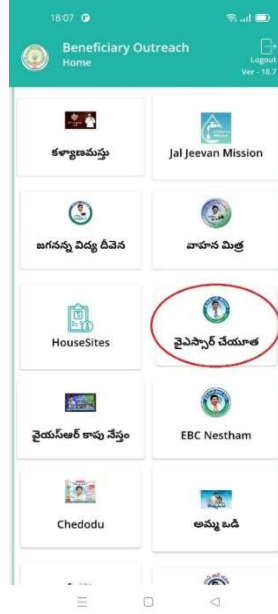 18:07
Beneficiary Outreach
Home
Logout
Ver - 18.7
కళ్యాణమస్తు
Jal Jeevan Mission
జగనన్న విద్య దీవెన
వాహన మిత్ర
HouseSites
వైఎస్సార్ చేయూత
వైయస్ఆర్ కాపు నేస్తం
EBC Nestham
Chedodu
అమ్మ ఒడి